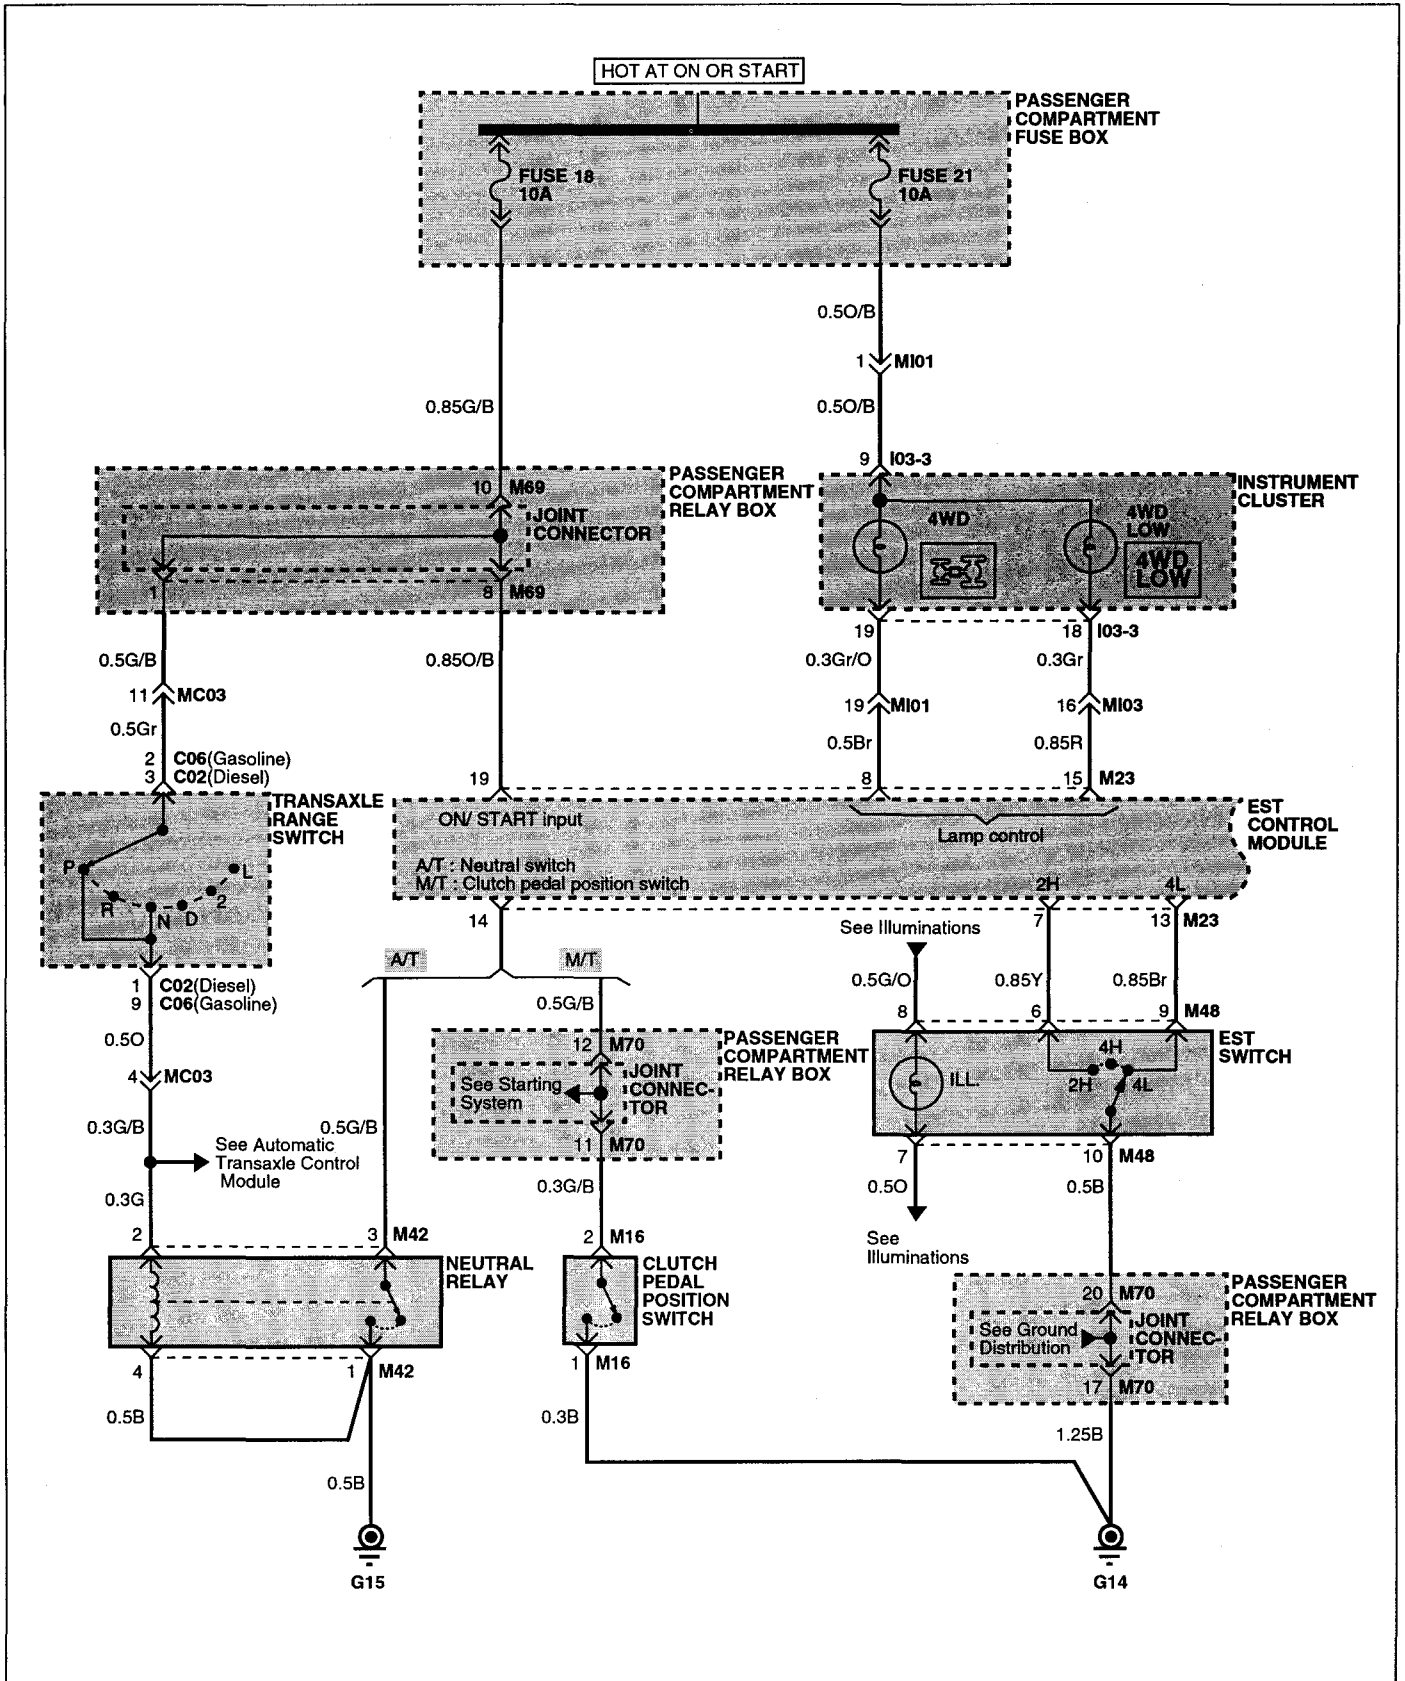 HOT AT ON OR START
PASSENGER
COMPARTMENT
FUSE BOX
FUSE 18
10A
FUSE 21
10A
0.5O/B
1 MI01
0.85G/B
0.5O/B
9 I03-3
PASSENGER
COMPARTMENT
RELAY BOX
10 M69
JOINT
CONNECTOR
1
8 M69
INSTRUMENT
CLUSTER
4WD
4WD
LOW
4WD
LOW
19
18 I03-3
0.5G/B
0.85O/B
0.3Gr/O
0.3Gr
11 MC03
19 MI01
16 MI03
0.5Gr
0.5Br
0.85R
2 C06(Gasoline)
3 C02(Diesel)
19
8
15 M23
TRANSAXLE
RANGE
SWITCH
P
R
N
D
2
L
ON/ START input
Lamp control
A/T : Neutral switch
M/T : Clutch pedal position switch
2H
4L
EST
CONTROL
MODULE
14
7
13 M23
See Illuminations
A/T
M/T
1 C02(Diesel)
9 C06(Gasoline)
0.5G/B
0.5G/O
0.85Y
0.85Br
8
6
9 M48
0.5O
4 MC03
12 M70
PASSENGER
COMPARTMENT
RELAY BOX
See Starting
System
JOINT
CONNEC-
TOR
11 M70
EST
SWITCH
ILL.
4H
2H
4L
0.3G/B
0.5G/B
See Automatic
Transaxle Control
Module
7
10 M48
0.3G
0.3G/B
0.5O
0.5B
2
3 M42
2 M16
See
Illuminations
NEUTRAL
RELAY
CLUTCH
PEDAL
POSITION
SWITCH
20 M70
PASSENGER
COMPARTMENT
RELAY BOX
See Ground
Distribution
JOINT
CONNEC-
TOR
17 M70
4
1 M42
1 M16
0.5B
0.3B
1.25B
0.5B
G15
G14